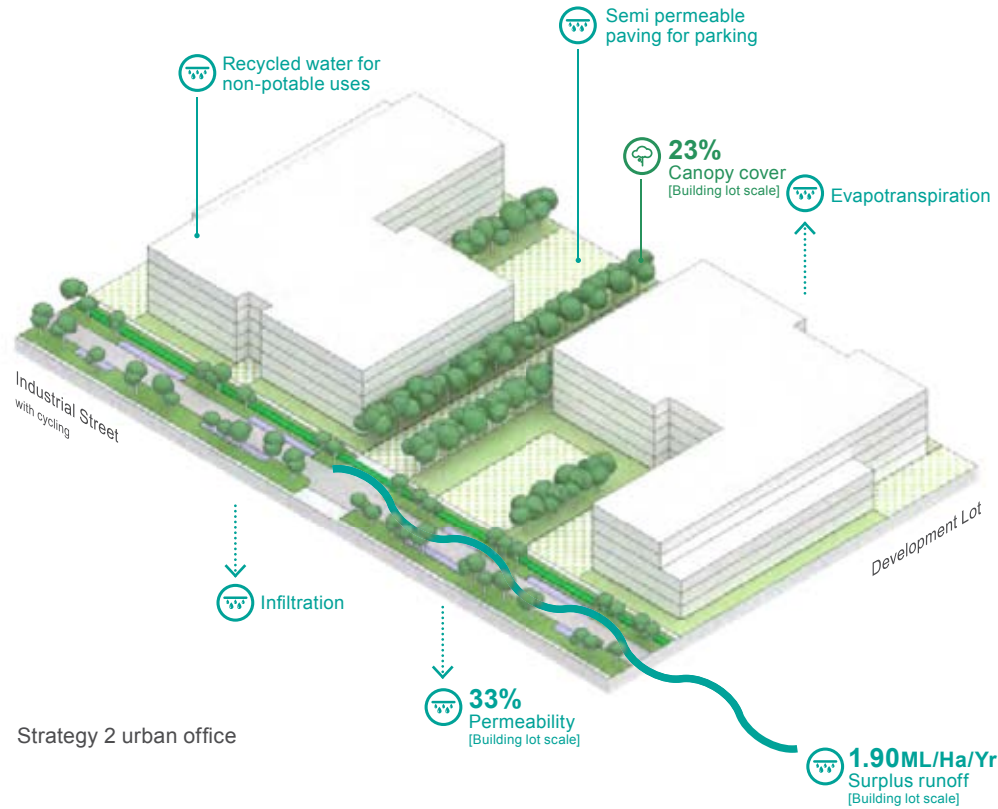 Semi permeable
paving for parking
Recycled water for
non-potable uses
23%
Canopy cover
[Building lot scale]
Evapotranspiration
Industrial Street
with cycling
Development Lot
Infiltration
33%
Permeability
[Building lot scale]
Strategy 2 urban office
1.90ML/Ha/Yr
Surplus runoff
[Building lot scale]